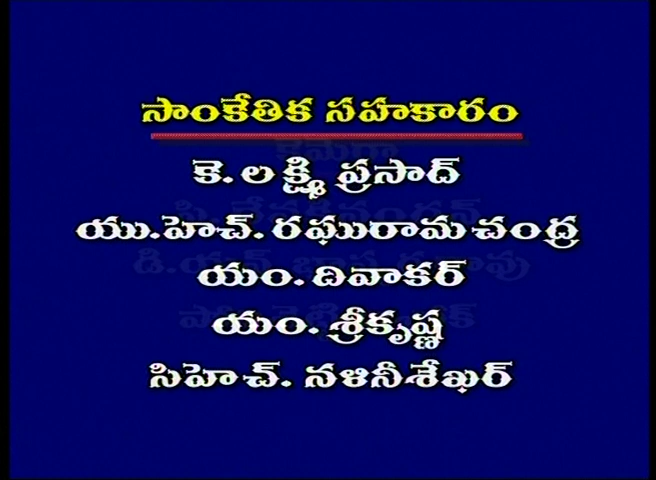 సాంకేతిక సహకారం
కె. లక్ష్మి ప్రసాద్
యు.హెచ్. రఘురామచంద్ర
యం. దివాకర్
యం. శ్రీకృష్ణ
సిహెచ్. నళినీశేఖర్